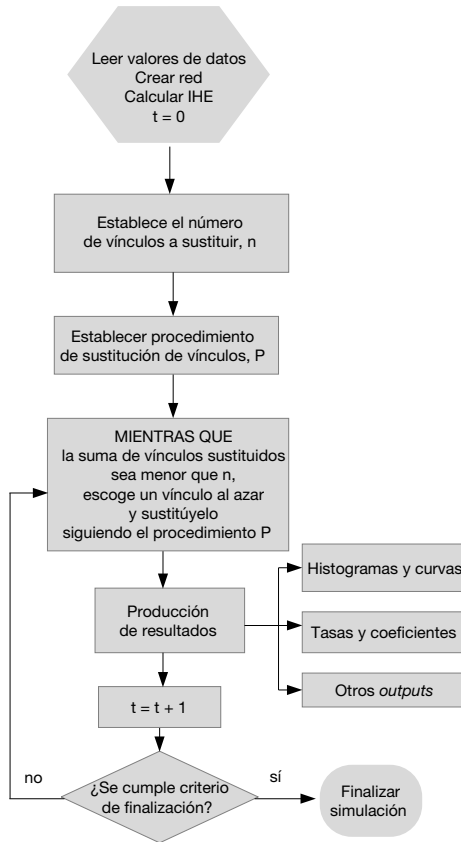 Leer valores de datos
Crear red
Calcular IHE
t = 0
Establece el número
de vínculos a sustituir, n
Establecer procedimiento
de sustitución de vínculos, P
MIENTRAS QUE
la suma de vínculos sustituidos
sea menor que n,
escoge un vínculo al azar
y sustitúyelo
siguiendo el procedimiento P
Producción
de resultados
Histogramas y curvas
Tasas y coeficientes
Otros outputs
t = t + 1
¿Se cumple criterio
de finalización?
no
sí
Finalizar
simulación